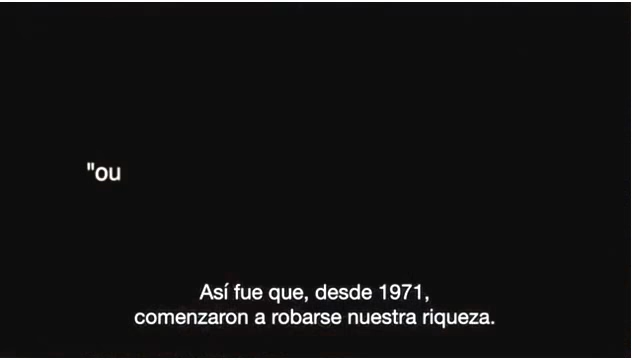 "ou
Así fue que, desde 1971,
comenzaron a robarse nuestra riqueza.